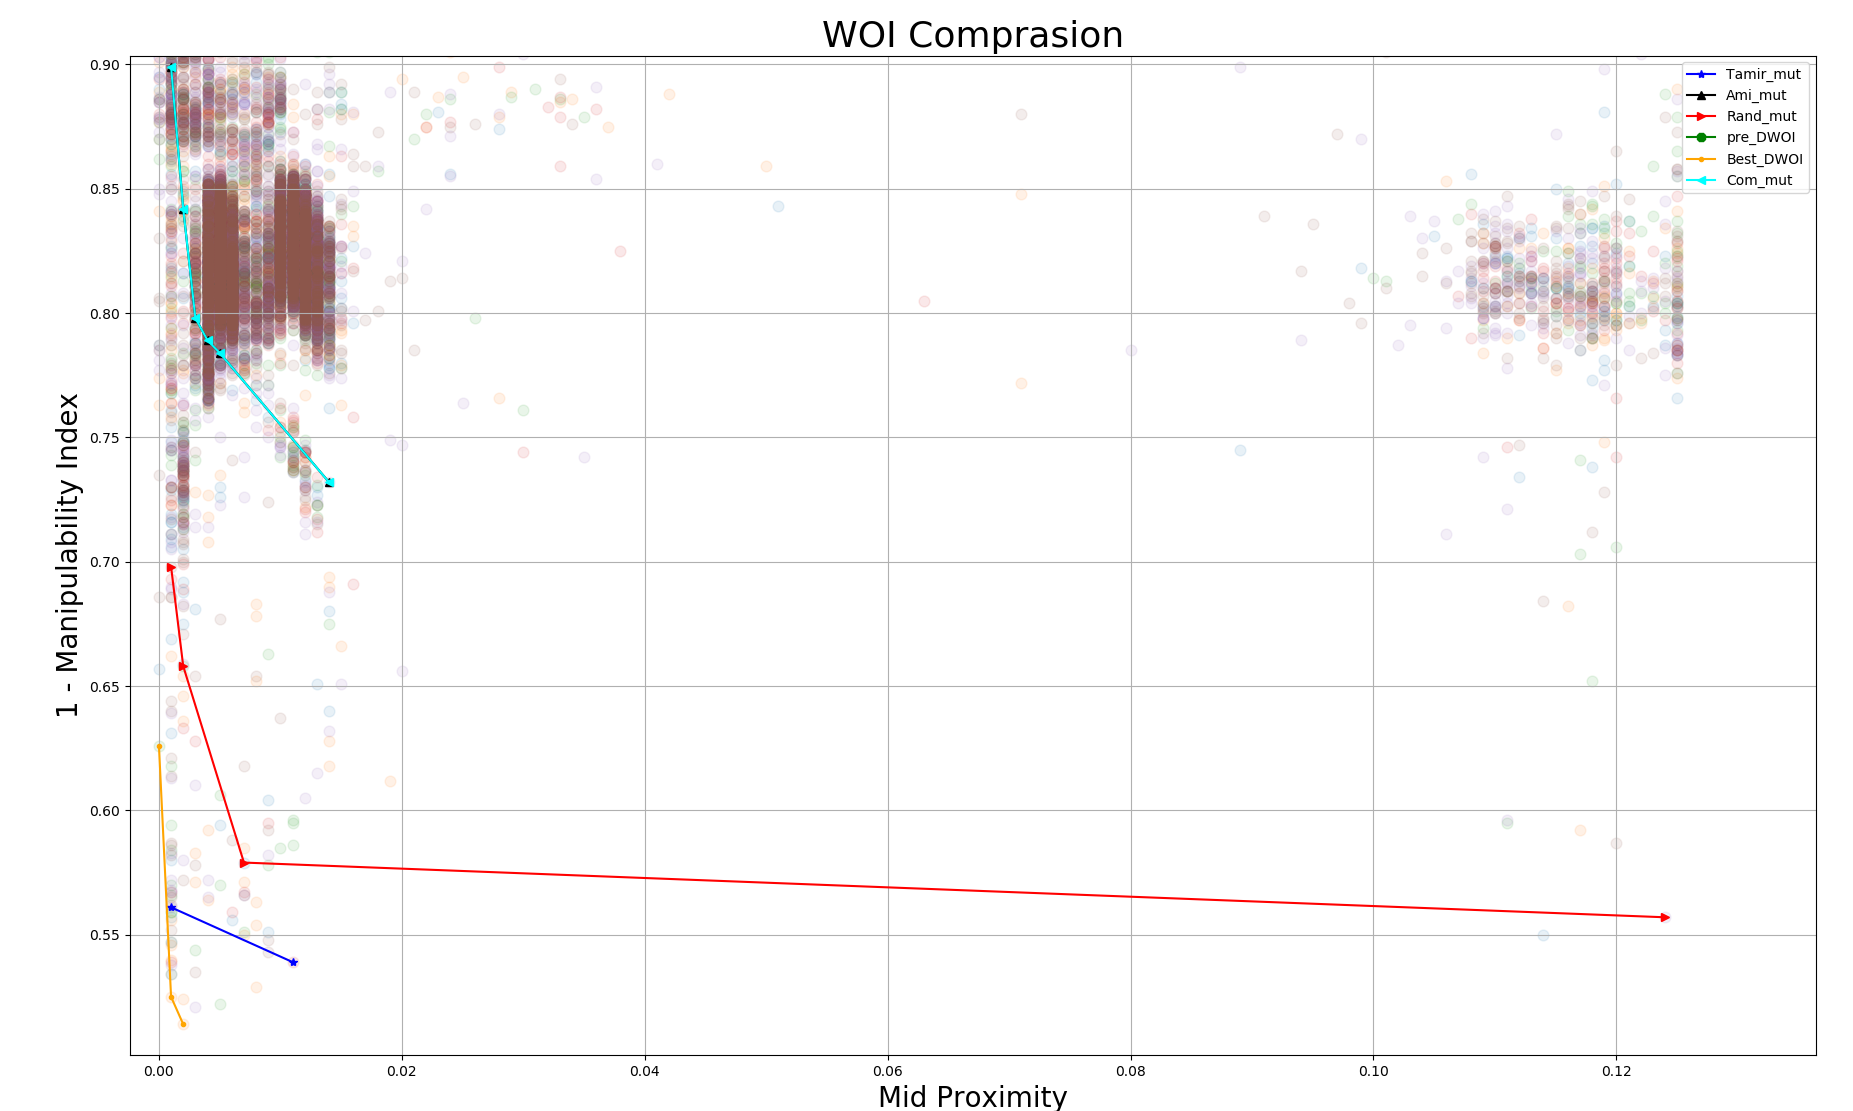 WOI Comprasion
Tamir_mut
Ami_mut
Rand_mut
pre_DWOI
Best_DWOI
Com_mut
1 - Manipulability Index
0.90
0.85
0.80
0.75
0.70
0.65
0.60
0.55
0.00
0.02
0.04
0.06
0.08
0.10
0.12
Mid Proximity